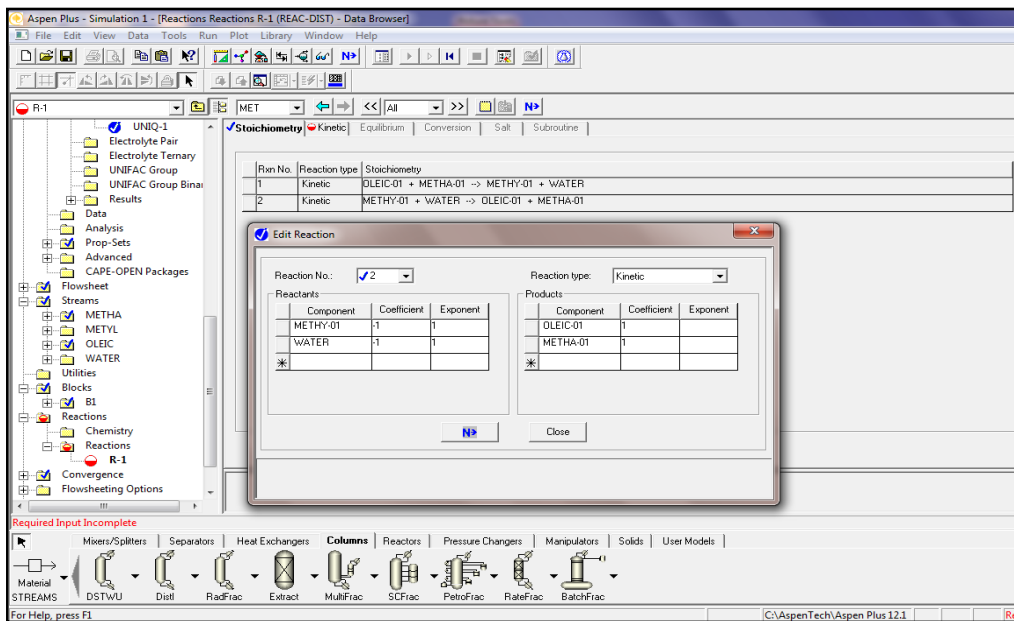 Aspen Plus - Simulation 1 - [Reactions Reactions R-1 (REAC-DIST) - Data Browser]
File Edit View Data Tools Run Plot Library Window Help
R-1 MET All
UNIQ-1
Electrolyte Pair
Electrolyte Ternary
UNIFAC Group
UNIFAC Group Binar
Results
Data
Analysis
Prop-Sets
Advanced
CAPE-OPEN Packages
Flowsheet
Streams
METHA
METYL
OLEIC
WATER
Utilities
Blocks
B1
Reactions
Chemistry
Reactions
R-1
Convergence
Flowsheeting Options
Stoichiometry Kinetic Equilibrium Conversion Salt Subroutine
Rxn No. Reaction type Stoichiometry
1 Kinetic OLEIC-01 + METHA-01 --> METHY-01 + WATER
2 Kinetic METHY-01 + WATER --> OLEIC-01 + METHA-01
Edit Reaction
Reaction No.: 2 Reaction type: Kinetic
Reactants Products
Component Coefficient Exponent Component Coefficient Exponent
METHY-01 -1 1 OLEIC-01 1
WATER -1 1 METHA-01 1
N> Close
Required Input Incomplete
Mixers/Splitters Separators Heat Exchangers Columns Reactors Pressure Changers Manipulators Solids User Models
Material
STREAMS DSTWU Distl RadFrac Extract MultiFrac SCFrac PetroFrac RateFrac BatchFrac
For Help, press F1 C:\AspenTech\Aspen Plus 12.1 Re